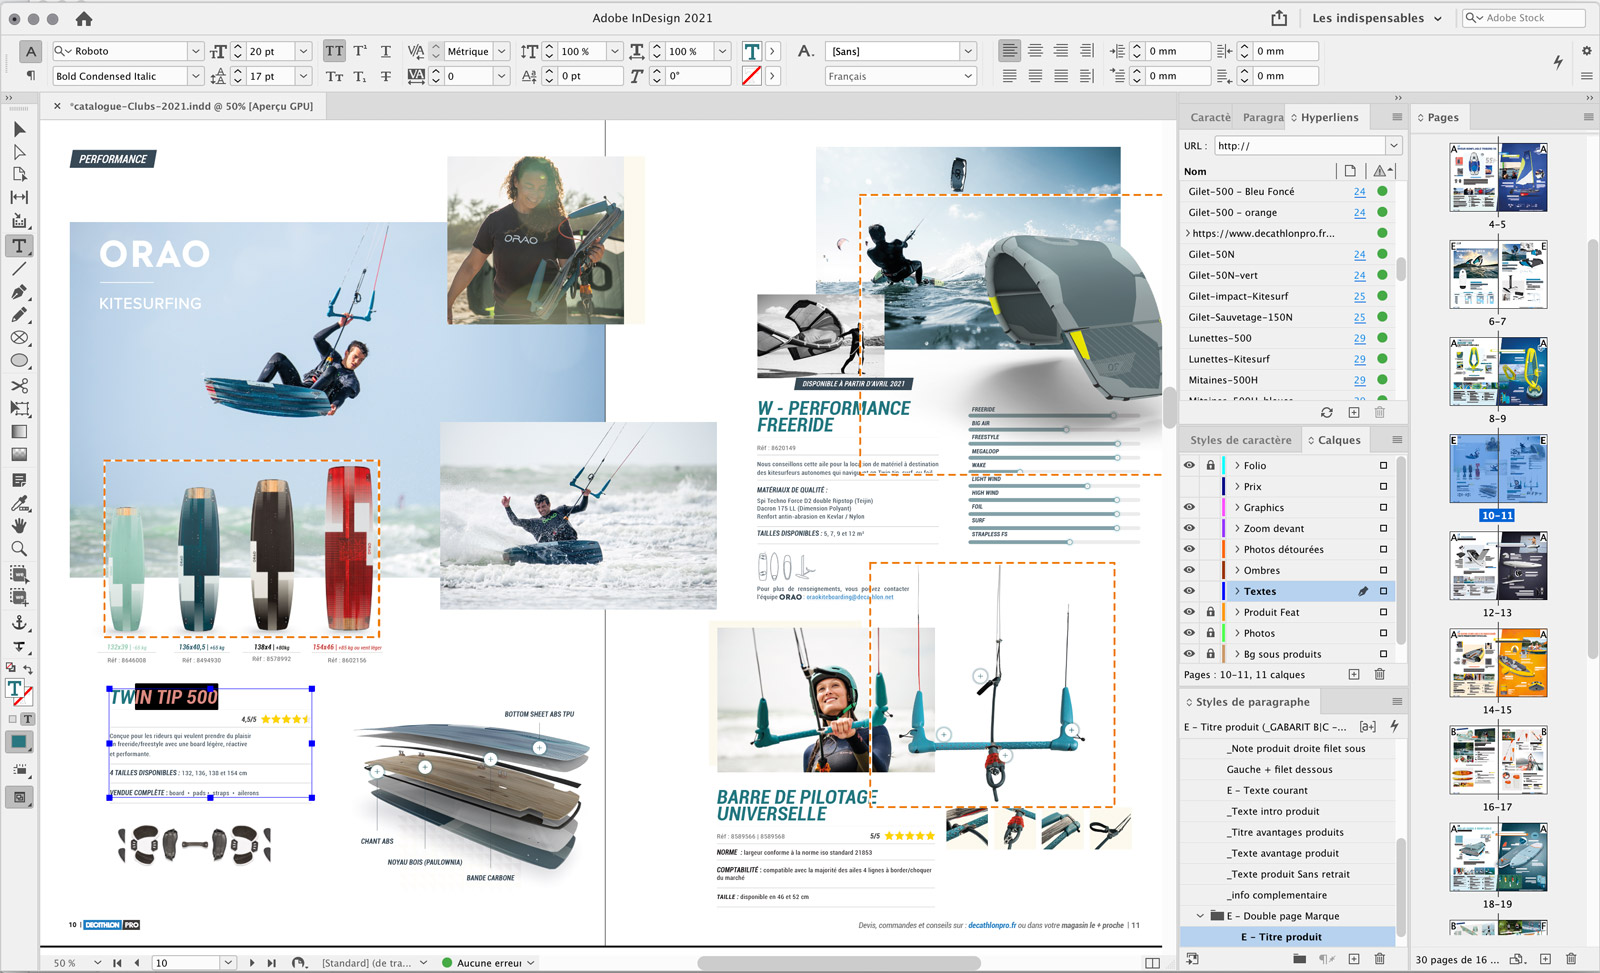 Adobe InDesign 2021
Les indispensables
Adobe Stock
A
Roboto
20 pt
TT
Métrique
100 %
100 %
T
A.
[Sans]
0 mm
0 mm
¶
Bold Condensed Italic
17 pt
0
0 pt
0°
Français
0 mm
0 mm
*catalogue-Clubs-2021.indd @ 50% [Aperçu GPU]
PERFORMANCE
ORAO
KITESURFING
ORAO
132x39 |
136x40,5 | +65 kg
138x4 | +80kg
154x46 | +85 kg ou vent léger
Réf : 8646008
Réf : 8494930
Réf : 8578992
Réf : 8602156
TWIN TIP 500
4,5/5
Conçue pour les rideurs qui veulent prendre du plaisir
en freeride/freestyle avec une board légère, réactive
et performante.
4 TAILLES DISPONIBLES : 132, 136, 138 et 154 cm
VENDUE COMPLÈTE : board • pads • straps • ailerons
BOTTOM SHEET ABS TPU
CHANT ABS
NOYAU BOIS (PAULOWNIA)
BANDE CARBONE
10 | DECATHLON PRO
DISPONIBLE À PARTIR D'AVRIL 2021
W - PERFORMANCE
FREERIDE
Réf : 8620149
Nous conseillons cette aile pour la location de matériel à destination
des kitesurfeurs autonomes qui naviguent en Twin tip, surf, ou foil
MATÉRIAUX DE QUALITÉ :
Spi Techno Force D2 double Ripstop (Teijin)
Dacron 175 LL (Dimension Polyant)
Renfort antin-abrasion en Kevlar / Nylon
TAILLES DISPONIBLES : 5, 7, 9 et 12 m²
Pour plus de renseignements, vous pouvez contacter
l'équipe ORAO : oraokiteboarding@decathlon.net
FREERIDE
BIG AIR
FREESTYLE
MEGALOOP
WAKE
LIGHT WIND
HIGH WIND
FOIL
SURF
STRAPLESS FS
BARRE DE PILOTAGE
UNIVERSELLE
Réf : 8589566 | 8589568
5/5
NORME : largeur conforme à la norme iso standard 21853
COMPTABILITÉ : compatible avec la majorité des ailes 4 lignes à border/choquer
du marché
TAILLE : disponible en 46 et 52 cm
Devis, commandes et conseils sur : decathlonpro.fr ou dans votre magasin le + proche | 11
50 %
10
[Standard] (de tra...
Aucune erreu
Caractè
Paragra
Hyperliens
URL :
http://
Nom
Gilet-500 - Bleu Foncé 24
Gilet-500 - orange 24
https://www.decathlonpro.fr...
Gilet-50N 24
Gilet-50N-vert 24
Gilet-impact-Kitesurf 25
Gilet-Sauvetage-150N 25
Lunettes-500 29
Lunettes-Kitesurf 29
Mitaines-500H 29
Styles de caractère
Calques
Folio
Prix
Graphics
Zoom devant
Photos détourées
Ombres
Textes
Produit Feat
Photos
Bg sous produits
Pages : 10-11, 11 calques
Styles de paragraphe
E - Titre produit (_GABARIT B|C -...
[a+]
_Note produit droite filet sous
Gauche + filet dessous
E - Texte courant
_Texte intro produit
_Titre avantages produits
_Texte avantage produit
_Texte produit Sans retrait
_info complementaire
E - Double page Marque
E - Titre produit
Pages
A A
4-5
E
6-7
A A
8-9
E E
10-11
A A
12-13
A A
14-15
B B
16-17
A A
18-19
B F
30 pages de 16 ...